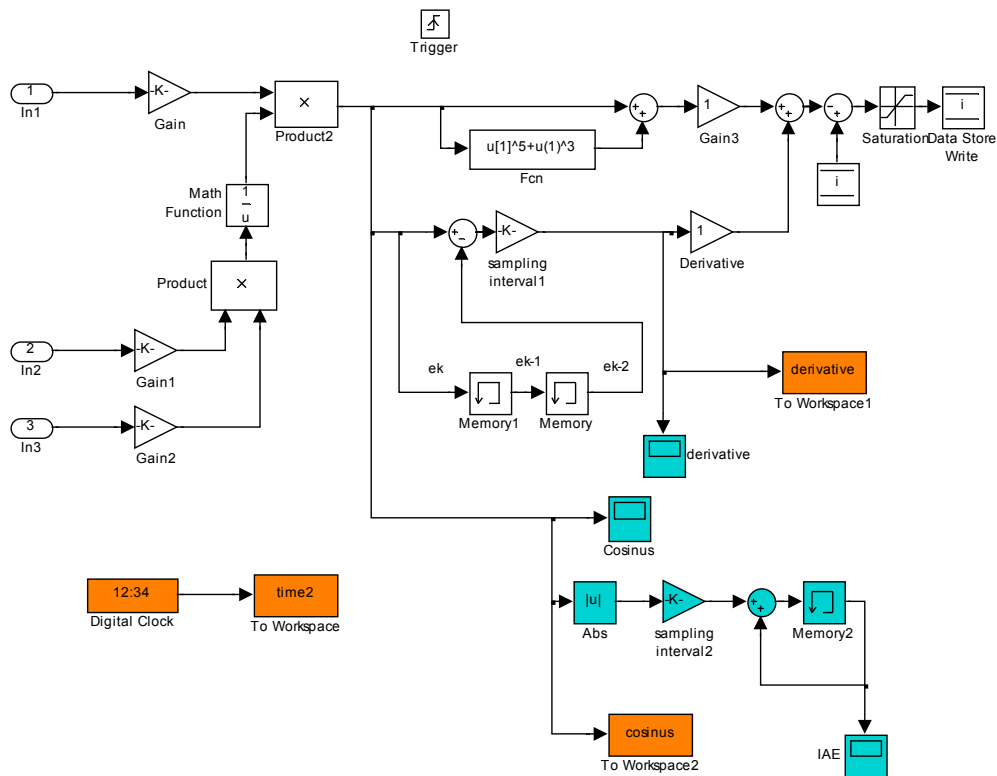 Trigger
1
In1
-K-
Gain
×
Product2
+
+
1
Gain3
+
+
-
+
Saturation
i
Data Store
Write
i
u[1]^5+u(1)^3
Fcn
Math
Function
1
u
Product
×
+
-
-K-
sampling
interval1
1
Derivative
2
In2
-K-
Gain1
3
In3
-K-
Gain2
ek
ek-1
ek-2
Memory1
Memory
derivative
To Workspace1
derivative
Cosinus
12:34
Digital Clock
time2
To Workspace
|u|
Abs
-K-
sampling
interval2
+
+
Memory2
cosinus
To Workspace2
IAE